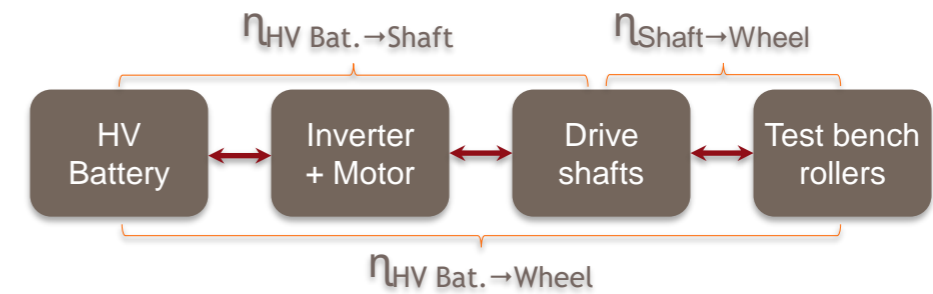 ηHV Bat.→Shaft
ηShaft→Wheel
HV
Battery
Inverter
+ Motor
Drive
shafts
Test bench
rollers
ηHV Bat.→Wheel